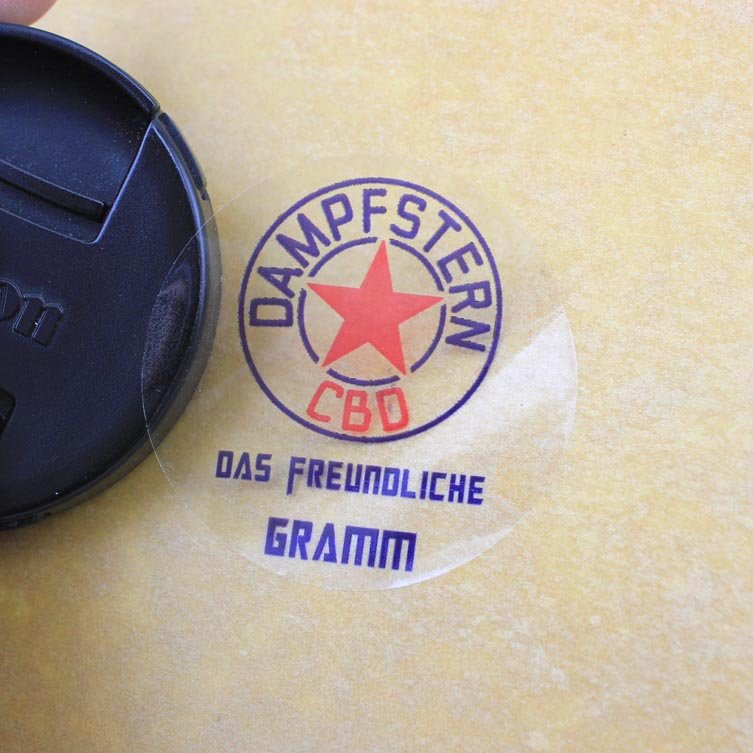 DAMPFSTERN
CBD
DAS FREUNDLICHE
GRAMM